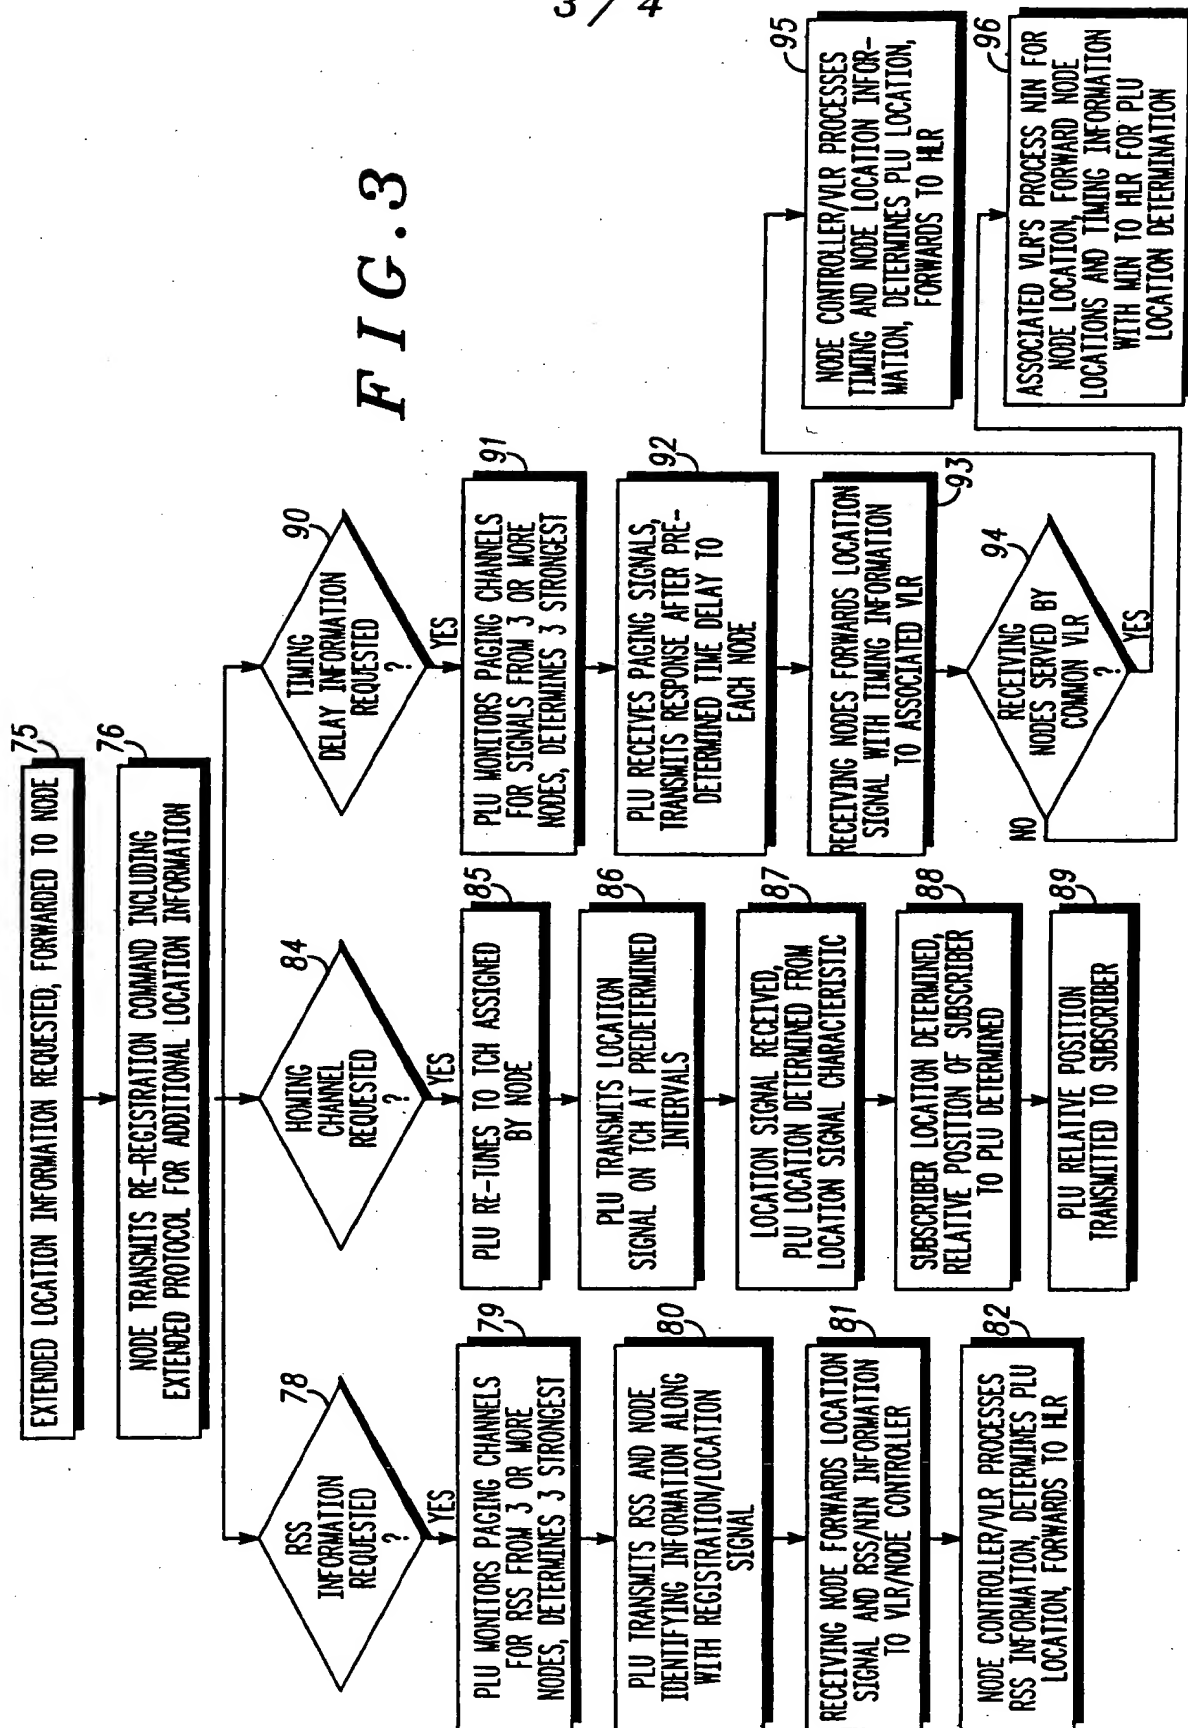 3/4
75
EXTENDED LOCATION INFORMATION REQUESTED, FORWARDED TO NODE
76
NODE TRANSMITS RE-REGISTRATION COMMAND INCLUDING
EXTENDED PROTOCOL FOR ADDITIONAL LOCATION INFORMATION
78
RSS
INFORMATION
REQUESTED
?
YES
79
PLU MONITORS PAGING CHANNELS
FOR RSS FROM 3 OR MORE
NODES, DETERMINES 3 STRONGEST
80
PLU TRANSMITS RSS AND NODE
IDENTIFYING INFORMATION ALONG
WITH REGISTRATION/LOCATION
SIGNAL
81
RECEIVING NODE FORWARDS LOCATION
SIGNAL AND RSS/NIN INFORMATION
TO VLR/NODE CONTROLLER
82
NODE CONTROLLER/VLR PROCESSES
RSS INFORMATION, DETERMINES PLU
LOCATION, FORWARDS TO HLR
84
HOMING
CHANNEL
REQUESTED
?
YES
85
PLU RE-TUNES TO TCH ASSIGNED
BY NODE
86
PLU TRANSMITS LOCATION
SIGNAL ON TCH AT PREDETERMINED
INTERVALS
87
LOCATION SIGNAL RECEIVED,
PLU LOCATION DETERMINED FROM
LOCATION SIGNAL CHARACTERISTIC
88
SUBSCRIBER LOCATION DETERMINED,
RELATIVE POSITION OF SUBSCRIBER
TO PLU DETERMINED
89
PLU RELATIVE POSITION
TRANSMITTED TO SUBSCRIBER
90
TIMING
DELAY INFORMATION
REQUESTED
?
YES
91
PLU MONITORS PAGING CHANNELS
FOR SIGNALS FROM 3 OR MORE
NODES, DETERMINES 3 STRONGEST
92
PLU RECEIVES PAGING SIGNALS,
TRANSMITS RESPONSE AFTER PRE-
DETERMINED TIME DELAY TO
EACH NODE
93
RECEIVING NODES FORWARDS LOCATION
SIGNAL WITH TIMING INFORMATION
TO ASSOCIATED VLR
94
RECEIVING
NODES SERVED BY
COMMON VLR
?
YES
NO
95
NODE CONTROLLER/VLR PROCESSES
TIMING AND NODE LOCATION INFOR-
MATION, DETERMINES PLU LOCATION,
FORWARDS TO HLR
96
ASSOCIATED VLR'S PROCESS NIN FOR
NODE LOCATION, FORWARD NODE
LOCATIONS AND TIMING INFORMATION
WITH MIN TO HLR FOR PLU
LOCATION DETERMINATION
FIG.3